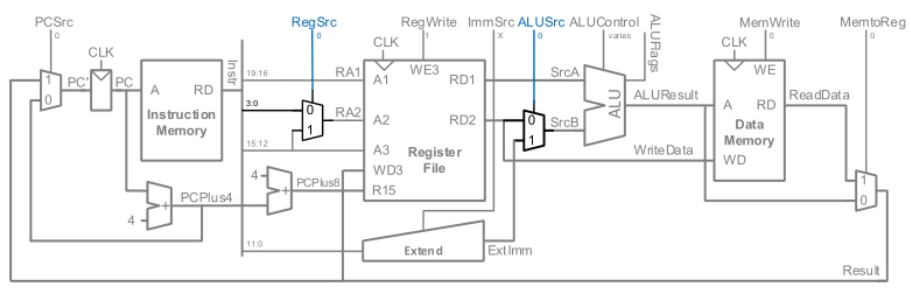 PCSrc
0
RegSrc
0
RegWrite
1
ImmSrc
X
ALUSrc
0
ALUControl
varies
ALUFlags
MemWrite
0
MemtoReg
0
CLK
CLK
CLK
1
0
PC'
PC
A
RD
Instruction
Memory
Instr
19:16
RA1
3:0
0
1
RA2
15:12
A1
A2
A3
WD3
R15
WE3
RD1
RD2
Register
File
SrcA
0
1
SrcB
ALU
ALUResult
WriteData
WE
A
RD
Data
Memory
WD
ReadData
1
0
4
+
PCPlus4
4
+
PCPlus8
11:0
Extend
ExtImm
Result